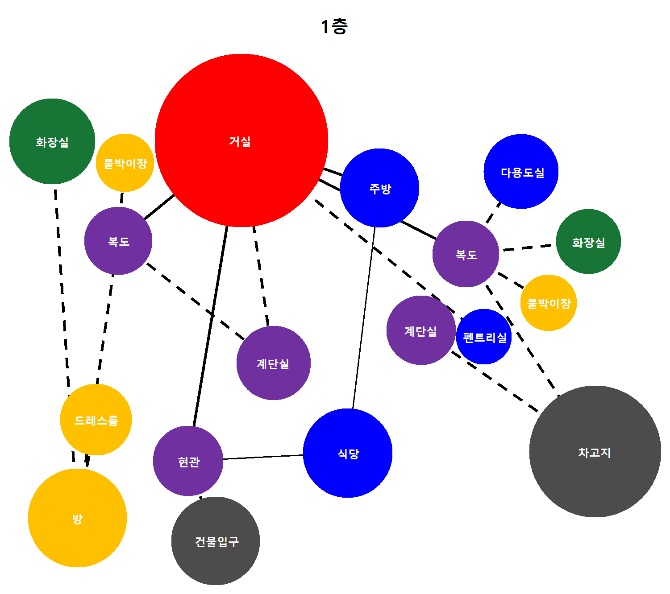 1층
거실
화장실
붙박이장
주방
다용도실
복도
복도
화장실
붙박이장
계단실
펜트리실
계단실
드레스룸
현관
식당
차고지
방
건물입구